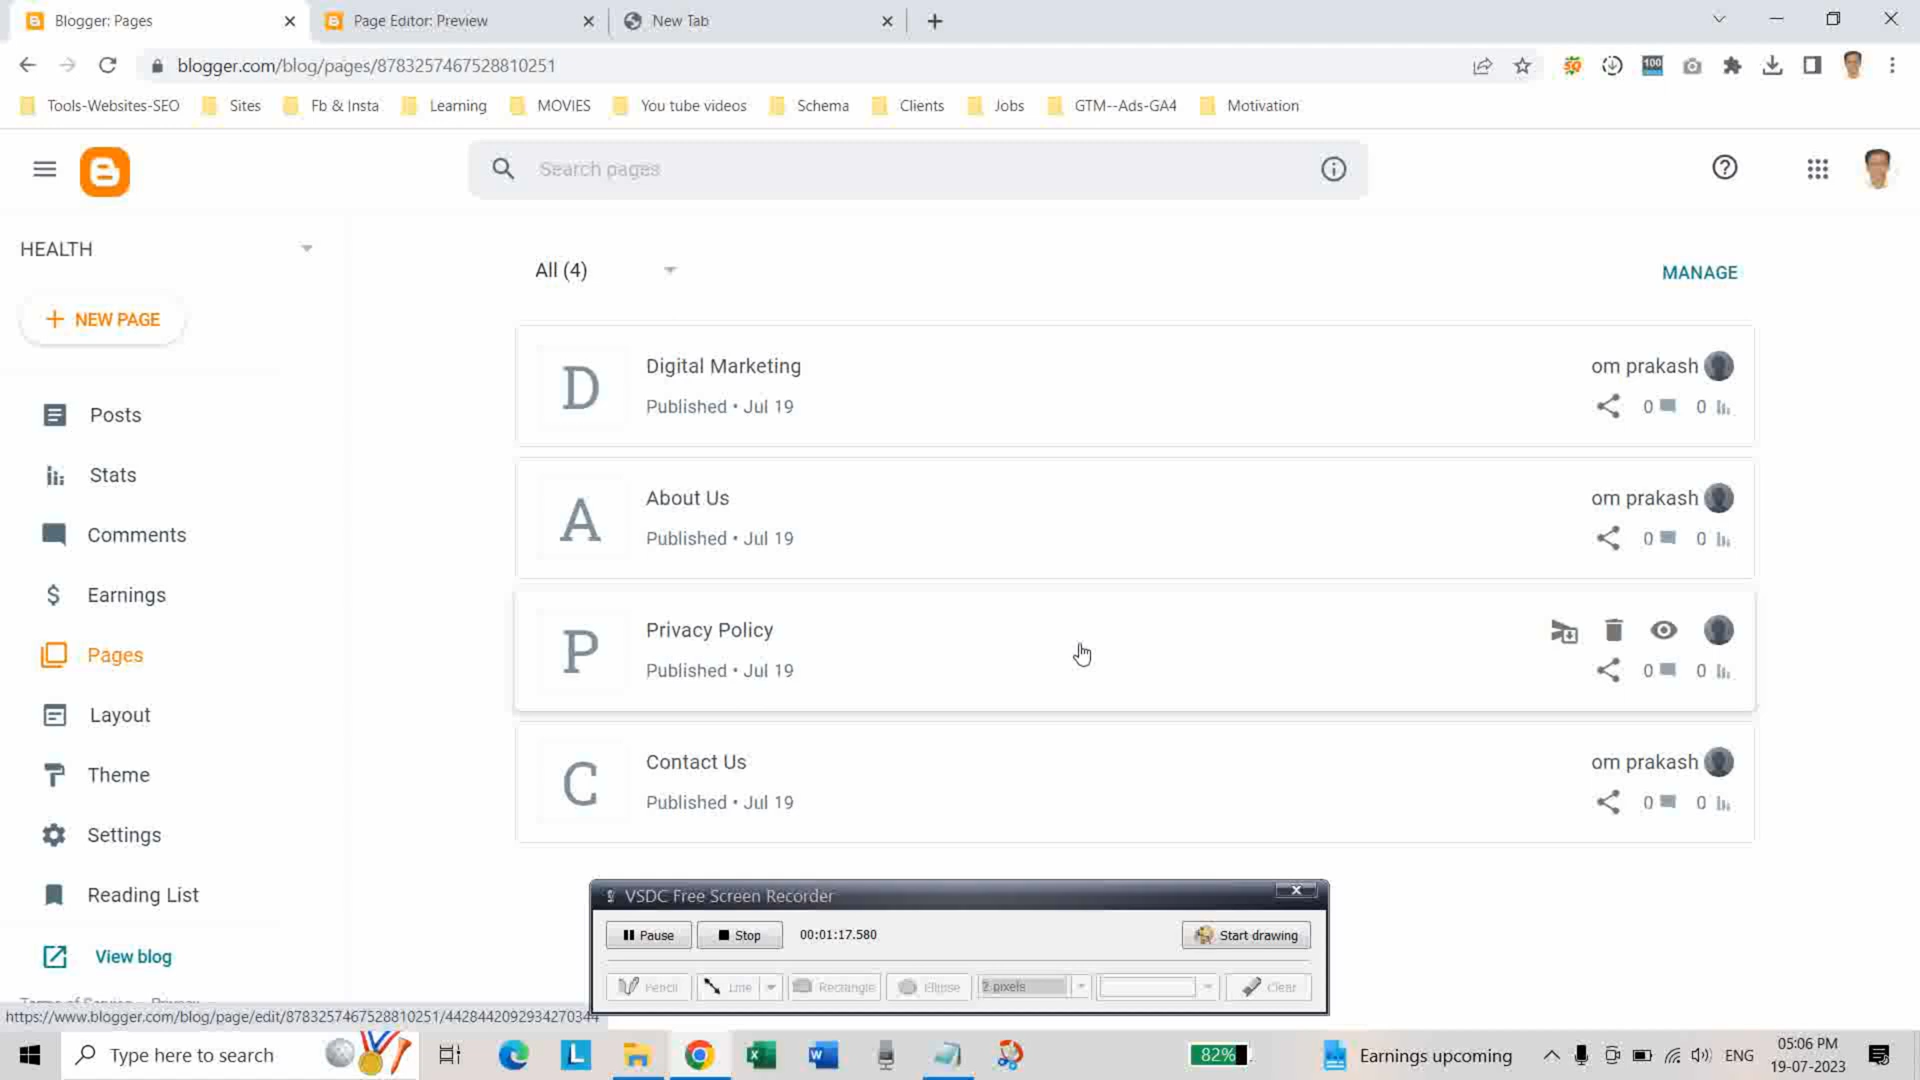 Blogger: Pages
Page Editor: Preview
New Tab
blogger.com/blog/pages/8783257467528810251
100
Tools-Websites-SEO
Sites
Fb & Insta
Learning
MOVIES
You tube videos
Schema
Clients
Jobs
GTM--Ads-GA4
Motivation
Search pages
HEALTH
All (4)
MANAGE
NEW PAGE
D
Digital Marketing
Published • Jul 19
om prakash
0 0
Posts
Stats
A
About Us
Published • Jul 19
om prakash
0 0
Comments
Earnings
P
Privacy Policy
Published • Jul 19
0 0
Pages
Layout
C
Contact Us
Published • Jul 19
om prakash
0 0
Theme
Settings
Reading List
View blog
VSDC Free Screen Recorder
Pause
Stop
00:01:17.580
Start drawing
Pencil
Line
Rectangle
Ellipse
2 pixels
Clear
https://www.blogger.com/blog/page/edit/8783257467528810251/4428442092934270344
Type here to search
82%
Earnings upcoming
ENG
05:06 PM
19-07-2023